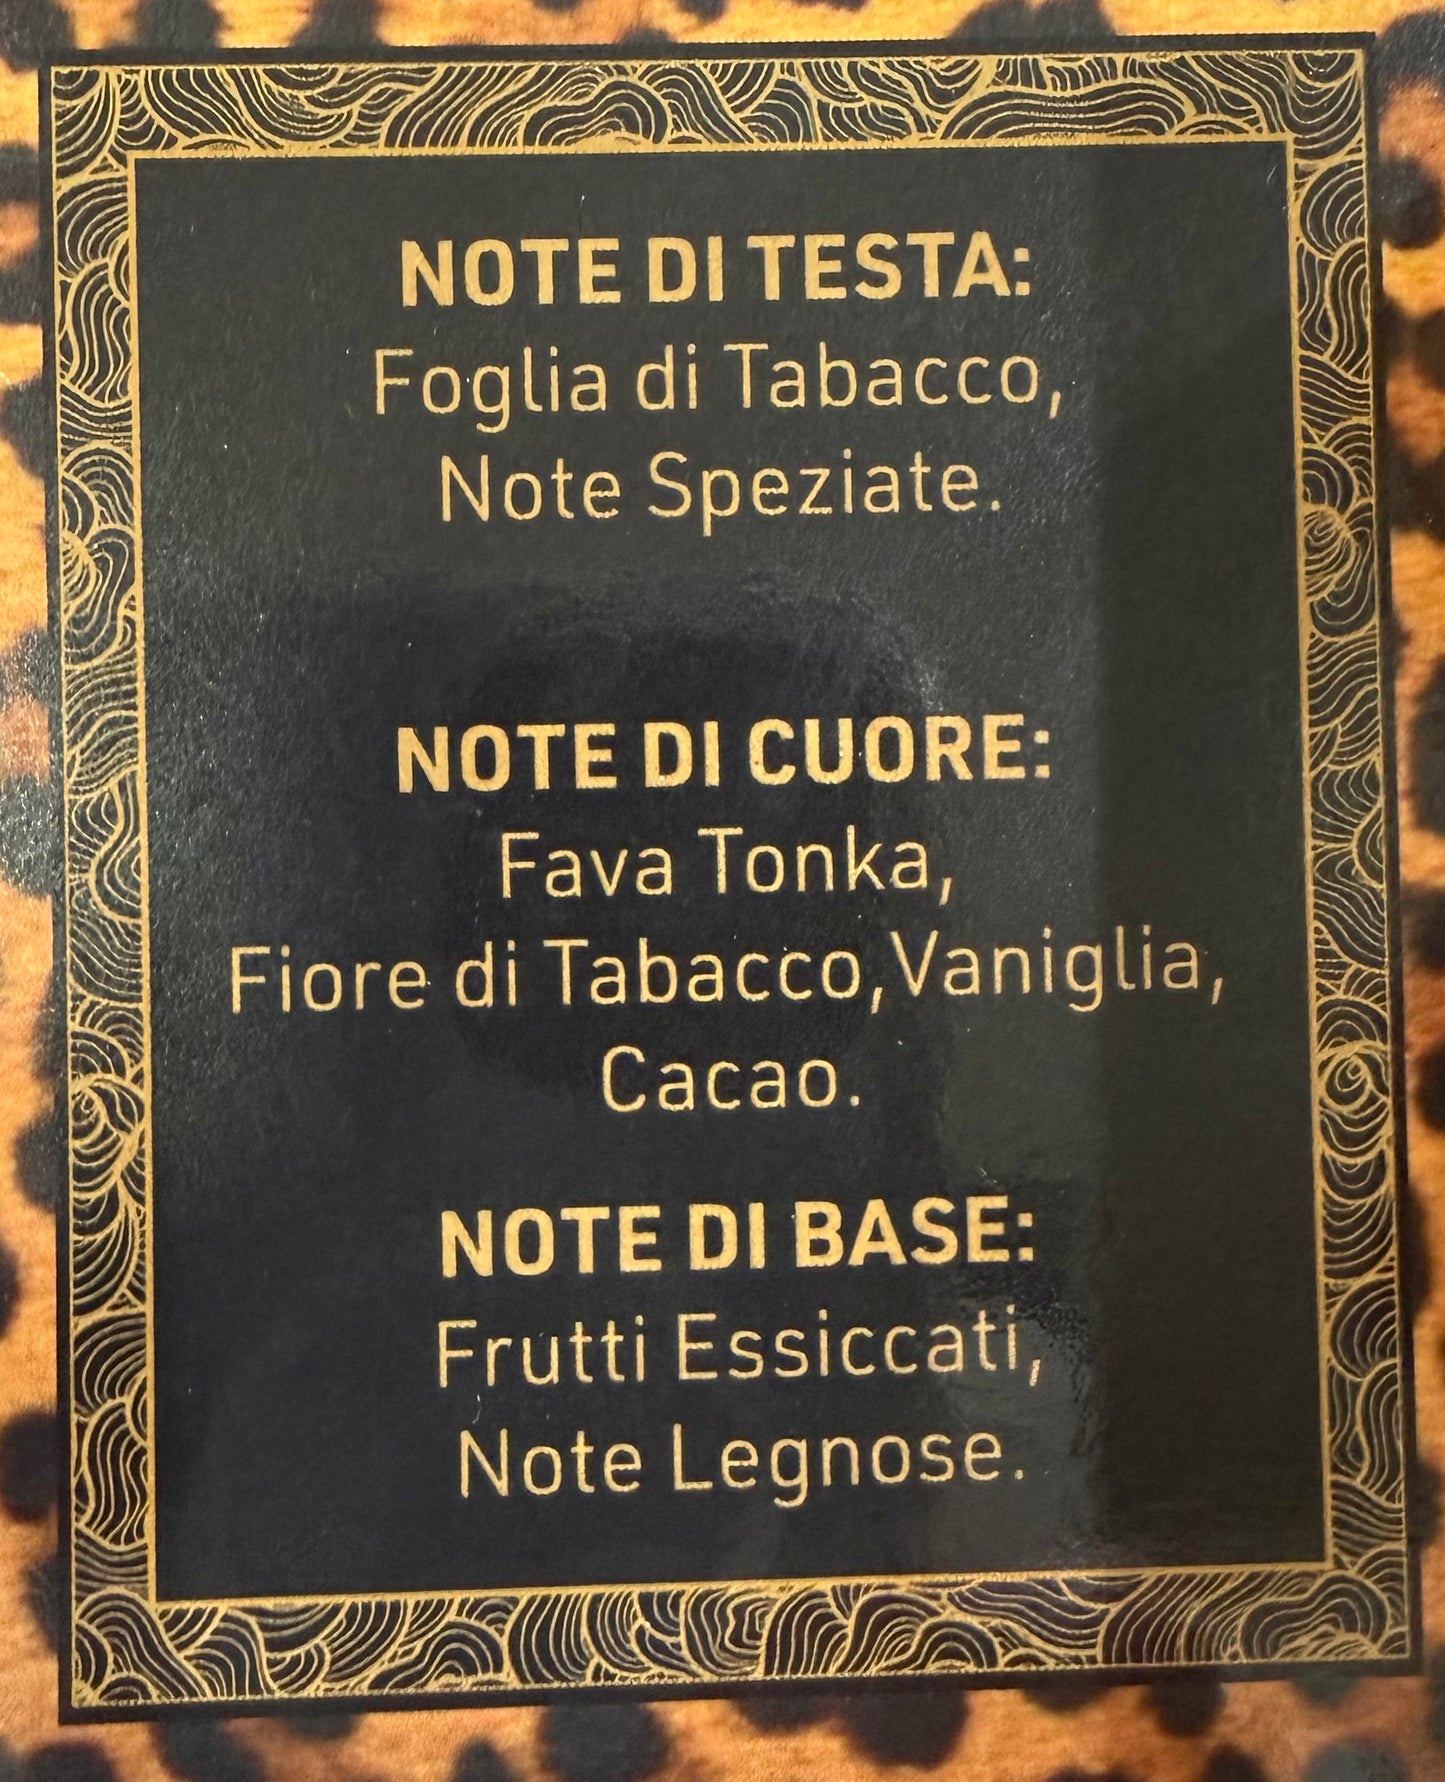 NOTE DI TESTA:
Foglia di Tabacco,
Note Speziate.
NOTE DI CUORE:
Fava Tonka,
Fiore di Tabacco,Vaniglia,
Cacao.
NOTE DI BASE:
Frutti Essiccati,
Note Legnose.